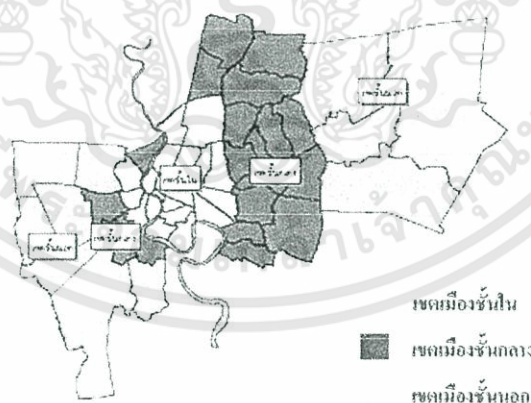 เขตชั้นนอก
เขตชั้นใน
เขตชั้นกลาง
เขตชั้นนอก
เขตชั้นกลาง
เขตเมืองชั้นใน
เขตเมืองชั้นกลาง
เขตเมืองชั้นนอก